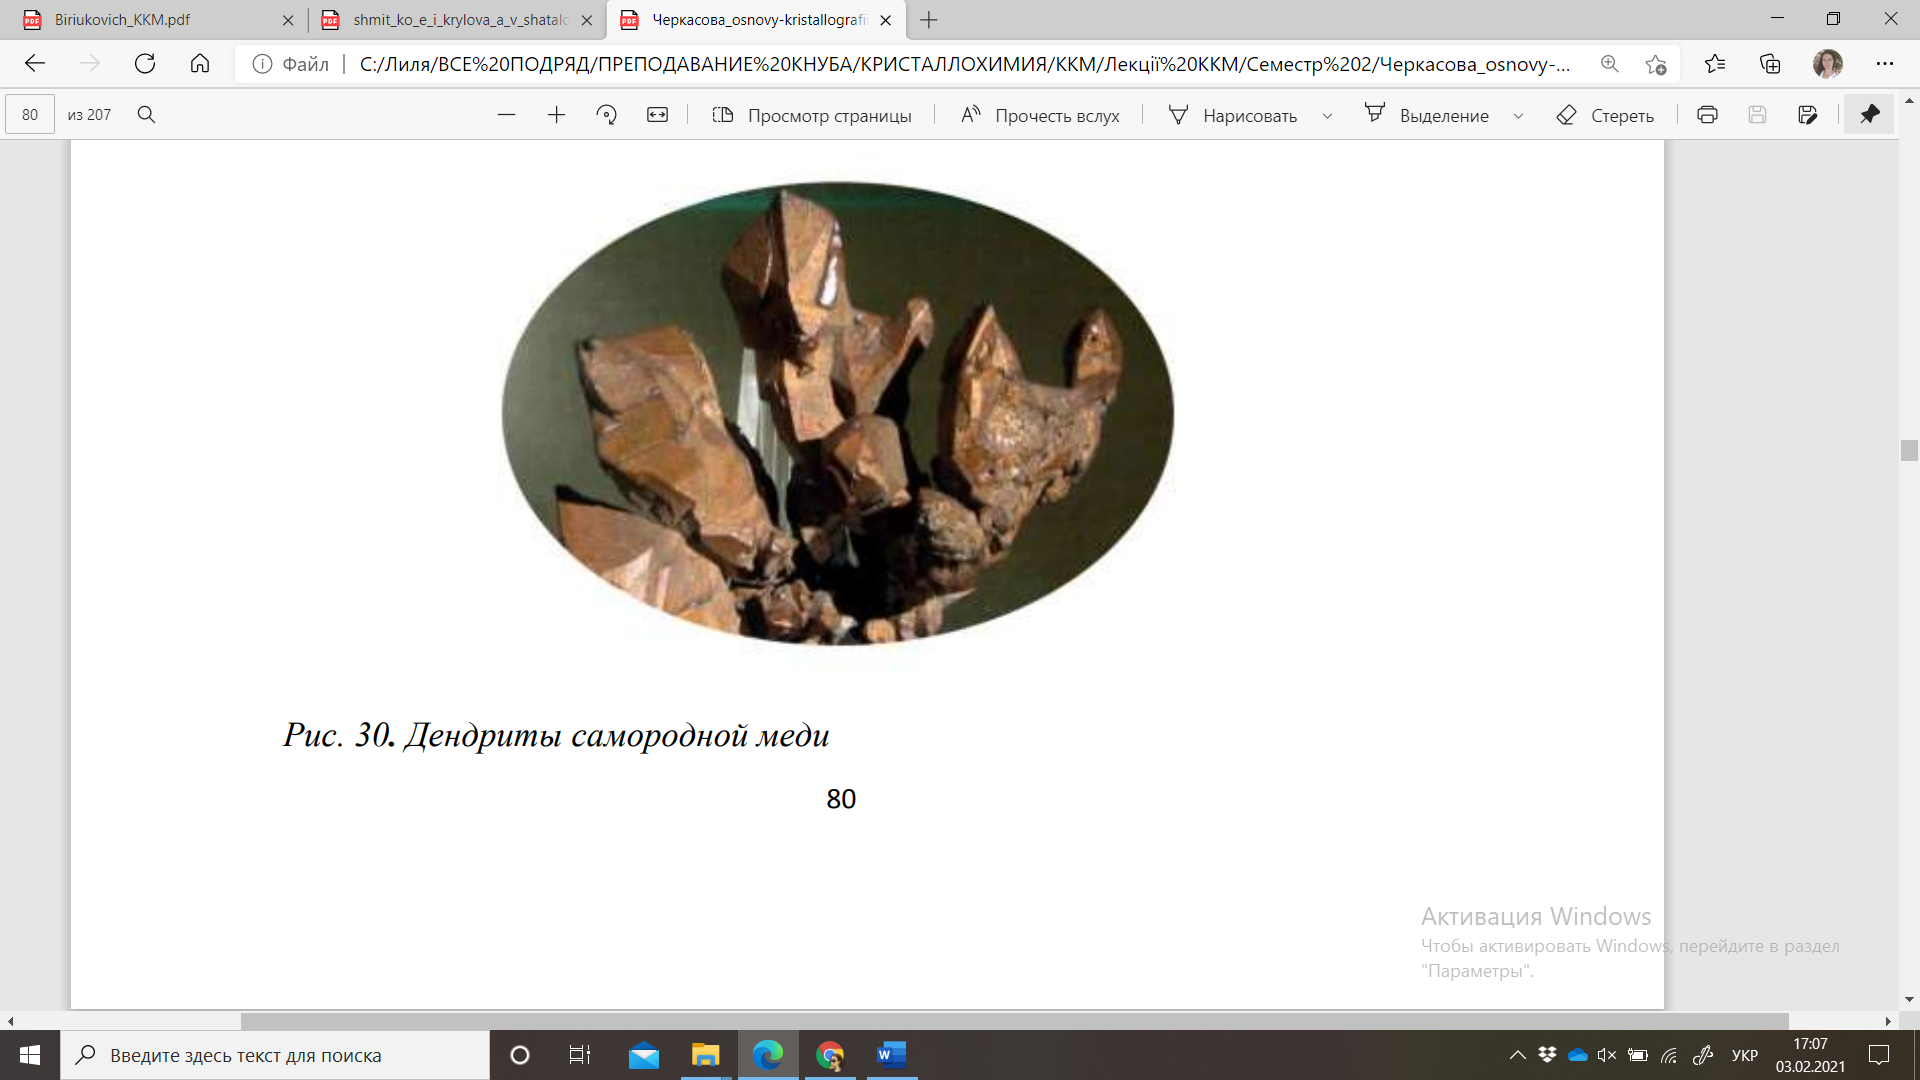 Biriukovich_KKM.pdf
shmit_ko_e_i_krylova_a_v_shatalo
Черкасова_osnovy-kristallografii
Файл
C:/Лиля/ВСЕ%20ПОДРЯД/ПРЕПОДАВАНИЕ%20КНУБА/КРИСТАЛЛОХИМИЯ/ККМ/Лекції%20ККМ/Семестр%202/Черкасова_osnovy-...
80
из 207
Просмотр страницы
Прочесть вслух
Нарисовать
Выделение
Стереть
Рис. 30. Дендриты самородной меди
80
Активация Windows
Чтобы активировать Windows, перейдите в раздел
"Параметры".
Введите здесь текст для поиска
УКР
17:07
03.02.2021